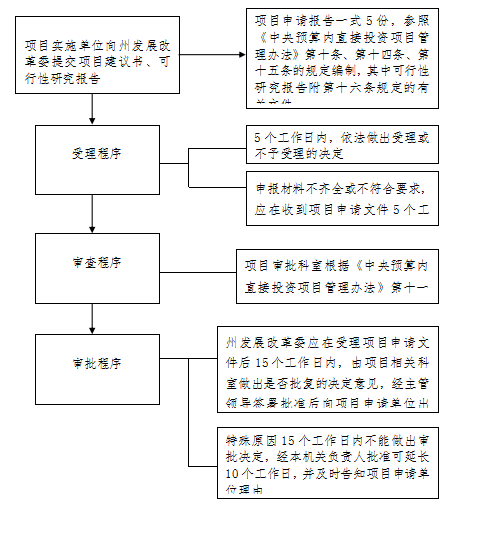 项目实施单位向州发展改
革委提交项目建议书、可
行性研究报告
项目申请报告一式5份，参照
《中央预算内直接投资项目管
理办法》第十条、第十四条、第
十五条的规定编制，其中可行性
研究报告附第十六条规定的有
关文件
受理程序
5个工作日内，依法做出受理或
不予受理的决定
申报材料不齐全或不符合要求，
应在收到项目申请文件5个工
审查程序
项目审批科室根据《中央预算内
直接投资项目管理办法》第十一
审批程序
州发展改革委应在受理项目申请文
件后15个工作日内，由项目相关科
室做出是否批复的决定意见，经主管
领导签署批准后向项目申请单位出
特殊原因15个工作日内不能做出审
批决定，经本机关负责人批准可延长
10个工作日，并及时告知项目申请单
位理由